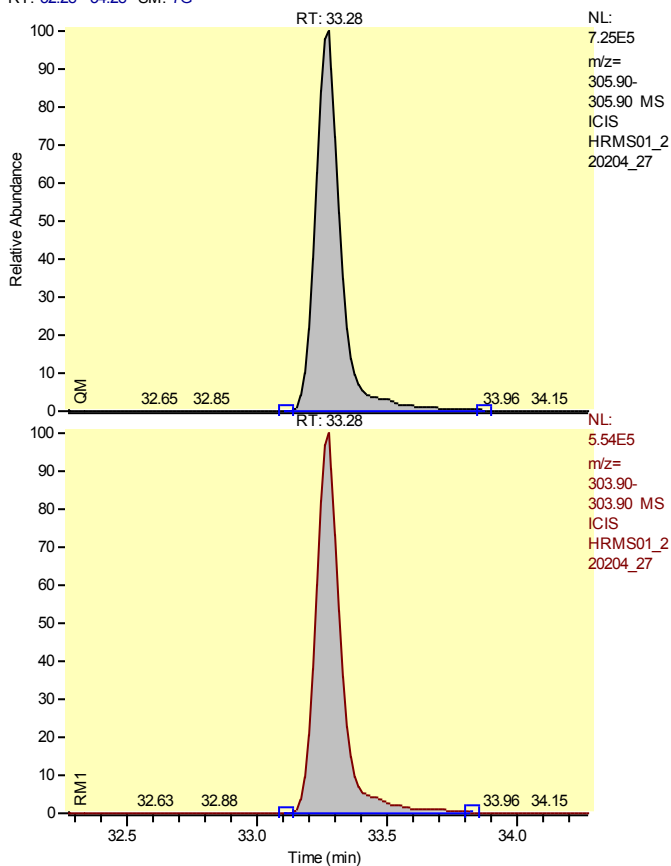 RT: 33.28
NL:
7.25E5
m/z=
305.90-
305.90 MS
ICIS
HRMS01_2
20204_27
100
90
80
70
60
50
40
30
20
10
0
Relative Abundance
QM
32.65 32.85 33.96 34.15
RT: 33.28
NL:
5.54E5
m/z=
303.90-
303.90 MS
ICIS
HRMS01_2
20204_27
100
90
80
70
60
50
40
30
20
10
0
RM1
32.63 32.88 33.96 34.15
32.5 33.0 33.5 34.0
Time (min)